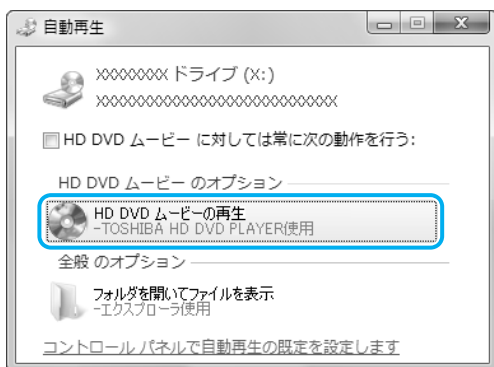 自動再生
XXXXXXXX ドライブ (X:)
XXXXXXXXXXXXXXXXXXXXXXXXXXXX
HD DVD ムービー に対しては常に次の動作を行う:
HD DVD ムービー のオプション
HD DVD ムービーの再生
-TOSHIBA HD DVD PLAYER使用
全般 のオプション
フォルダを開いてファイルを表示
-エクスプローラ使用
コントロール パネルで自動再生の既定を設定します